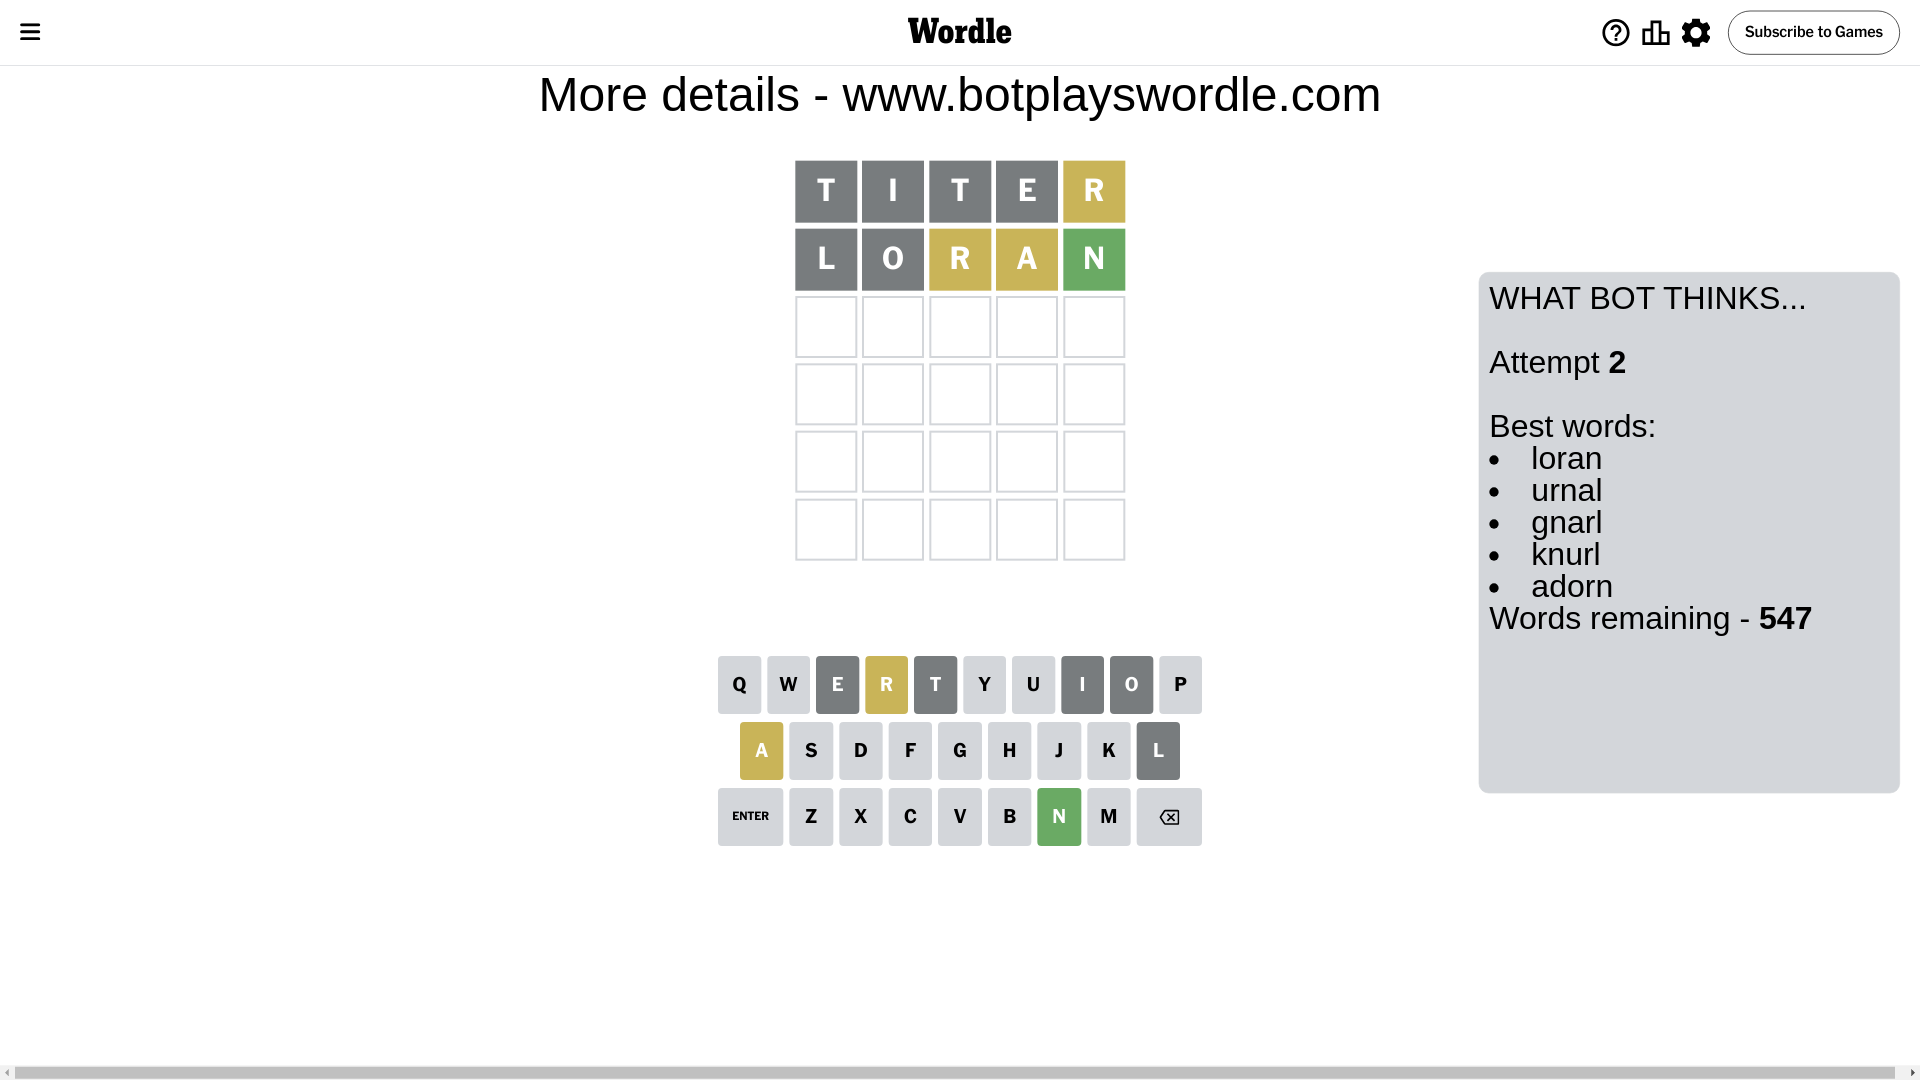 Wordle
Subscribe to Games
More details - www.botplayswordle.com
T I T E R
L O R A N
WHAT BOT THINKS...
Attempt 2
Best words:
• loran
• urnal
• gnarl
• knurl
• adorn
Words remaining - 547
Q W E R T Y U I O P
A S D F G H J K L
ENTER Z X C V B N M